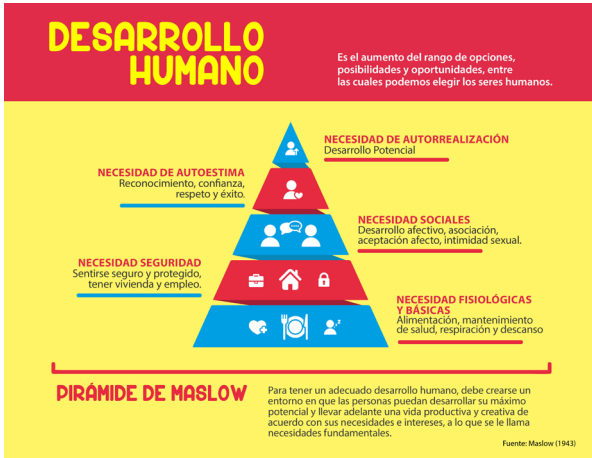 DESARROLLO
HUMANO
Es el aumento del rango de opciones,
posibilidades y oportunidades, entre
las cuales podemos elegir los seres humanos.
NECESIDAD DE AUTORREALIZACIÓN
Desarrollo Potencial
NECESIDAD DE AUTOESTIMA
Reconocimiento, confianza,
respeto y éxito.
NECESIDAD SOCIALES
Desarrollo afectivo, asociación,
aceptación afecto, intimidad sexual.
NECESIDAD SEGURIDAD
Sentirse seguro y protegido,
tener vivienda y empleo.
NECESIDAD FISIOLÓGICAS
Y BÁSICAS
Alimentación, mantenimiento
de salud, respiración y descanso
PIRÁMIDE DE MASLOW
Para tener un adecuado desarrollo humano, debe crearse un
entorno en que las personas puedan desarrollar su máximo
potencial y llevar adelante una vida productiva y creativa de
acuerdo con sus necesidades e intereses, a lo que se le llama
necesidades fundamentales.
Fuente: Maslow (1943)